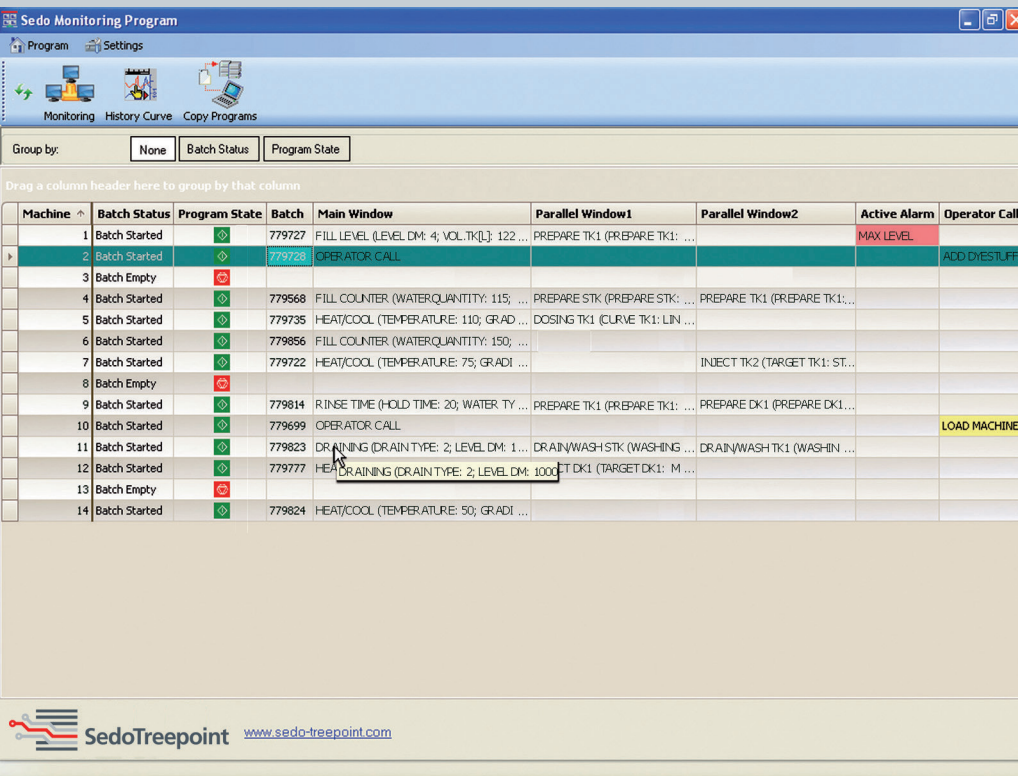 Sedo Monitoring Program
Program Settings
Monitoring History Curve Copy Programs
Group by: None Batch Status Program State
Drag a column header here to group by that column
Machine Batch Status Program State Batch Main Window Parallel Window1 Parallel Window2 Active Alarm Operator Call
1 Batch Started 779727 FILL LEVEL (LEVEL DM: 4; VOL.TK[L]: 122 ... PREPARE TK1 (PREPARE TK1: ... MAX LEVEL
2 Batch Started 779728 OPERATOR CALL ADD DYESTUFF
3 Batch Empty
4 Batch Started 779568 FILL COUNTER (WATERQUANTITY: 115; ... PREPARE STK (PREPARE STK: ... PREPARE TK1 (PREPARE TK1:...
5 Batch Started 779735 HEAT/COOL (TEMPERATURE: 110; GRAD ... DOSING TK1 (CURVE TK1: LIN ...
6 Batch Started 779856 FILL COUNTER (WATERQUANTITY: 150; ...
7 Batch Started 779722 HEAT/COOL (TEMPERATURE: 75; GRADI ... INJECT TK2 (TARGET TK1: ST...
8 Batch Empty
9 Batch Started 779814 RINSE TIME (HOLD TIME: 20; WATER TY ... PREPARE TK1 (PREPARE TK1: ... PREPARE DK1 (PREPARE DK1...
10 Batch Started 779699 OPERATOR CALL LOAD MACHINE
11 Batch Started 779823 DRAINING (DRAIN TYPE: 2; LEVEL DM: 1... DRAIN/WASH STK (WASHING ... DRAIN/WASH TK1 (WASHIN ...
12 Batch Started 779777 HEA DRAINING (DRAIN TYPE: 2; LEVEL DM: 1000 CT DK1 (TARGET DK1: M ...
13 Batch Empty
14 Batch Started 779824 HEAT/COOL (TEMPERATURE: 50; GRADI ...
SedoTreepoint www.sedo-treepoint.com